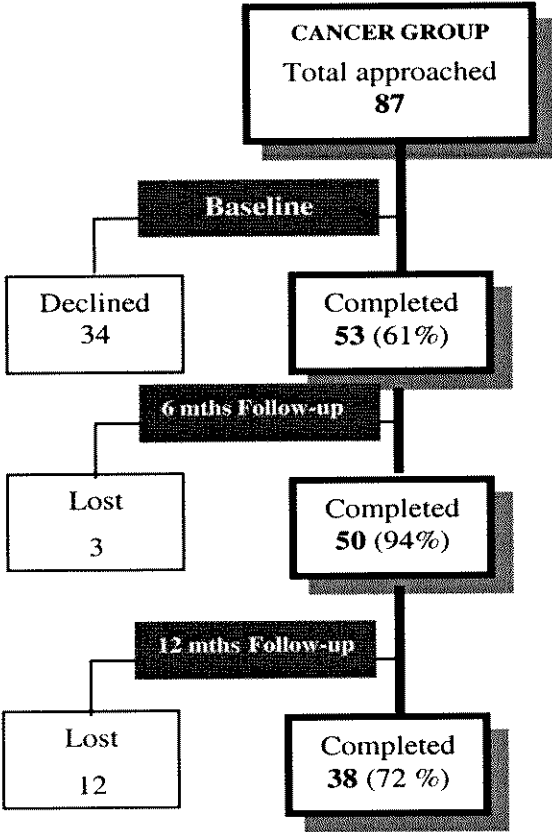 CANCER GROUP
Total approached
87
Baseline
Declined
34
Completed
53 (61%)
6 mths Follow-up
Lost
3
Completed
50 (94%)
12 mths Follow-up
Lost
12
Completed
38 (72 %)